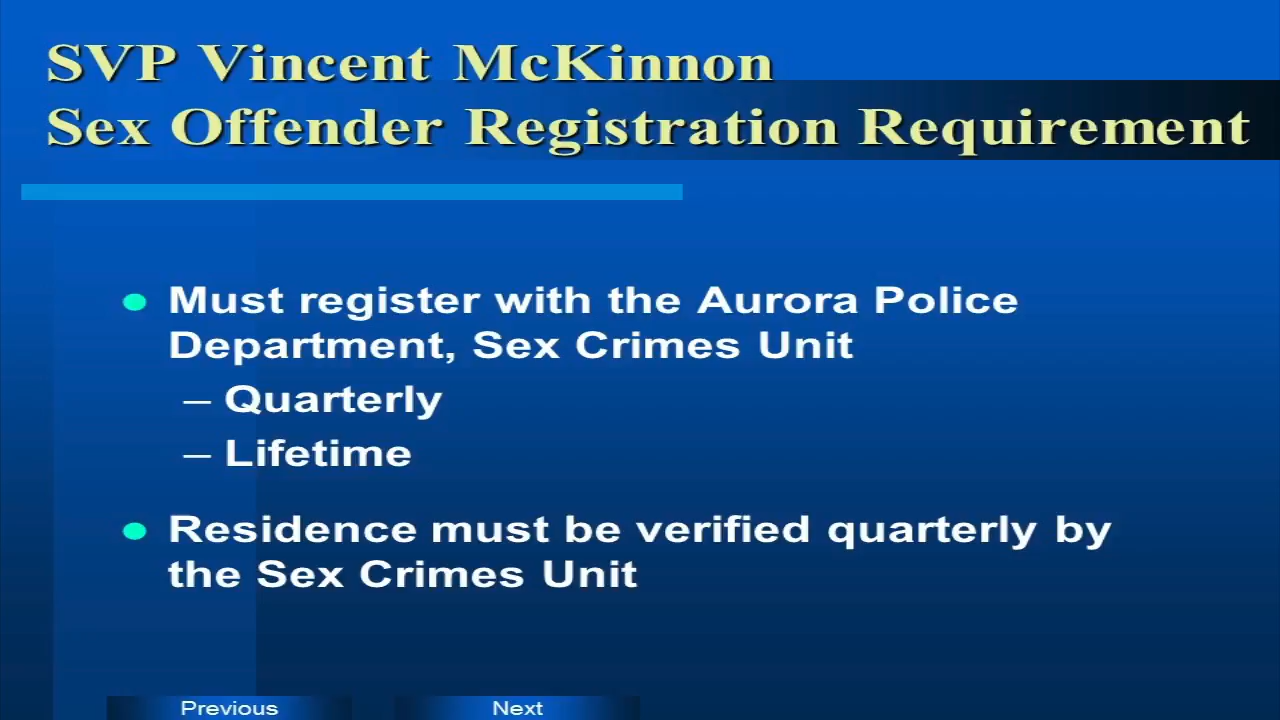 SVP Vincent McKinnon
Sex Offender Registration Requirement
Must register with the Aurora Police
Department, Sex Crimes Unit
– Quarterly
– Lifetime
Residence must be verified quarterly by
the Sex Crimes Unit
Previous
Next